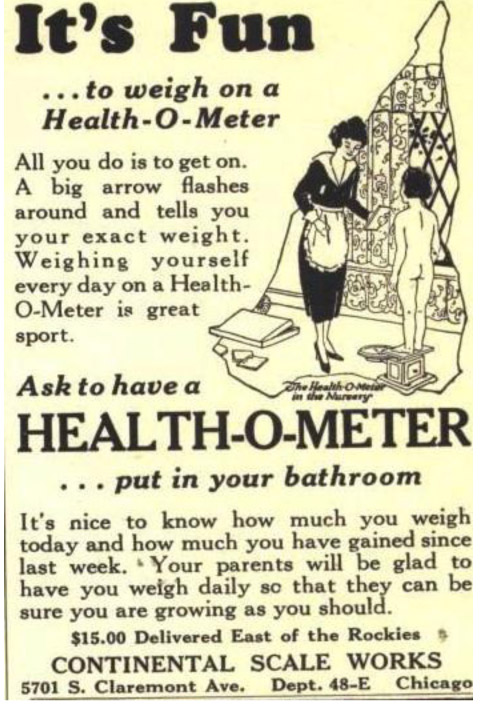 It's Fun
...to weigh on a
Health-O-Meter
All you do is to get on.
A big arrow flashes
around and tells you
your exact weight.
Weighing yourself
every day on a Health-
O-Meter is great
sport.
The Health-O-Meter
in the Nursery
Ask to have a
HEALTH-O-METER
... put in your bathroom
It's nice to know how much you weigh
today and how much you have gained since
last week. Your parents will be glad to
have you weigh daily so that they can be
sure you are growing as you should.
$15.00 Delivered East of the Rockies
CONTINENTAL SCALE WORKS
5701 S. Claremont Ave. Dept. 48-E Chicago